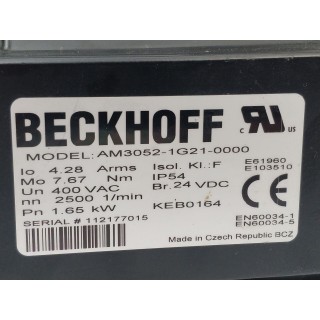 BECKHOFF
c RU us
MODEL: AM3052-1G21-0000
Io 4.28 Arms Isol. Kl.: F E61960
Mo 7.67 Nm IP54 E103510
Un 400 VAC Br. 24 VDC
nn 2500 1/min
Pn 1.65 kW KEB0164
SERIAL # 112177015 EN60034-1
EN60034-5
Made in Czech Republic BCZ